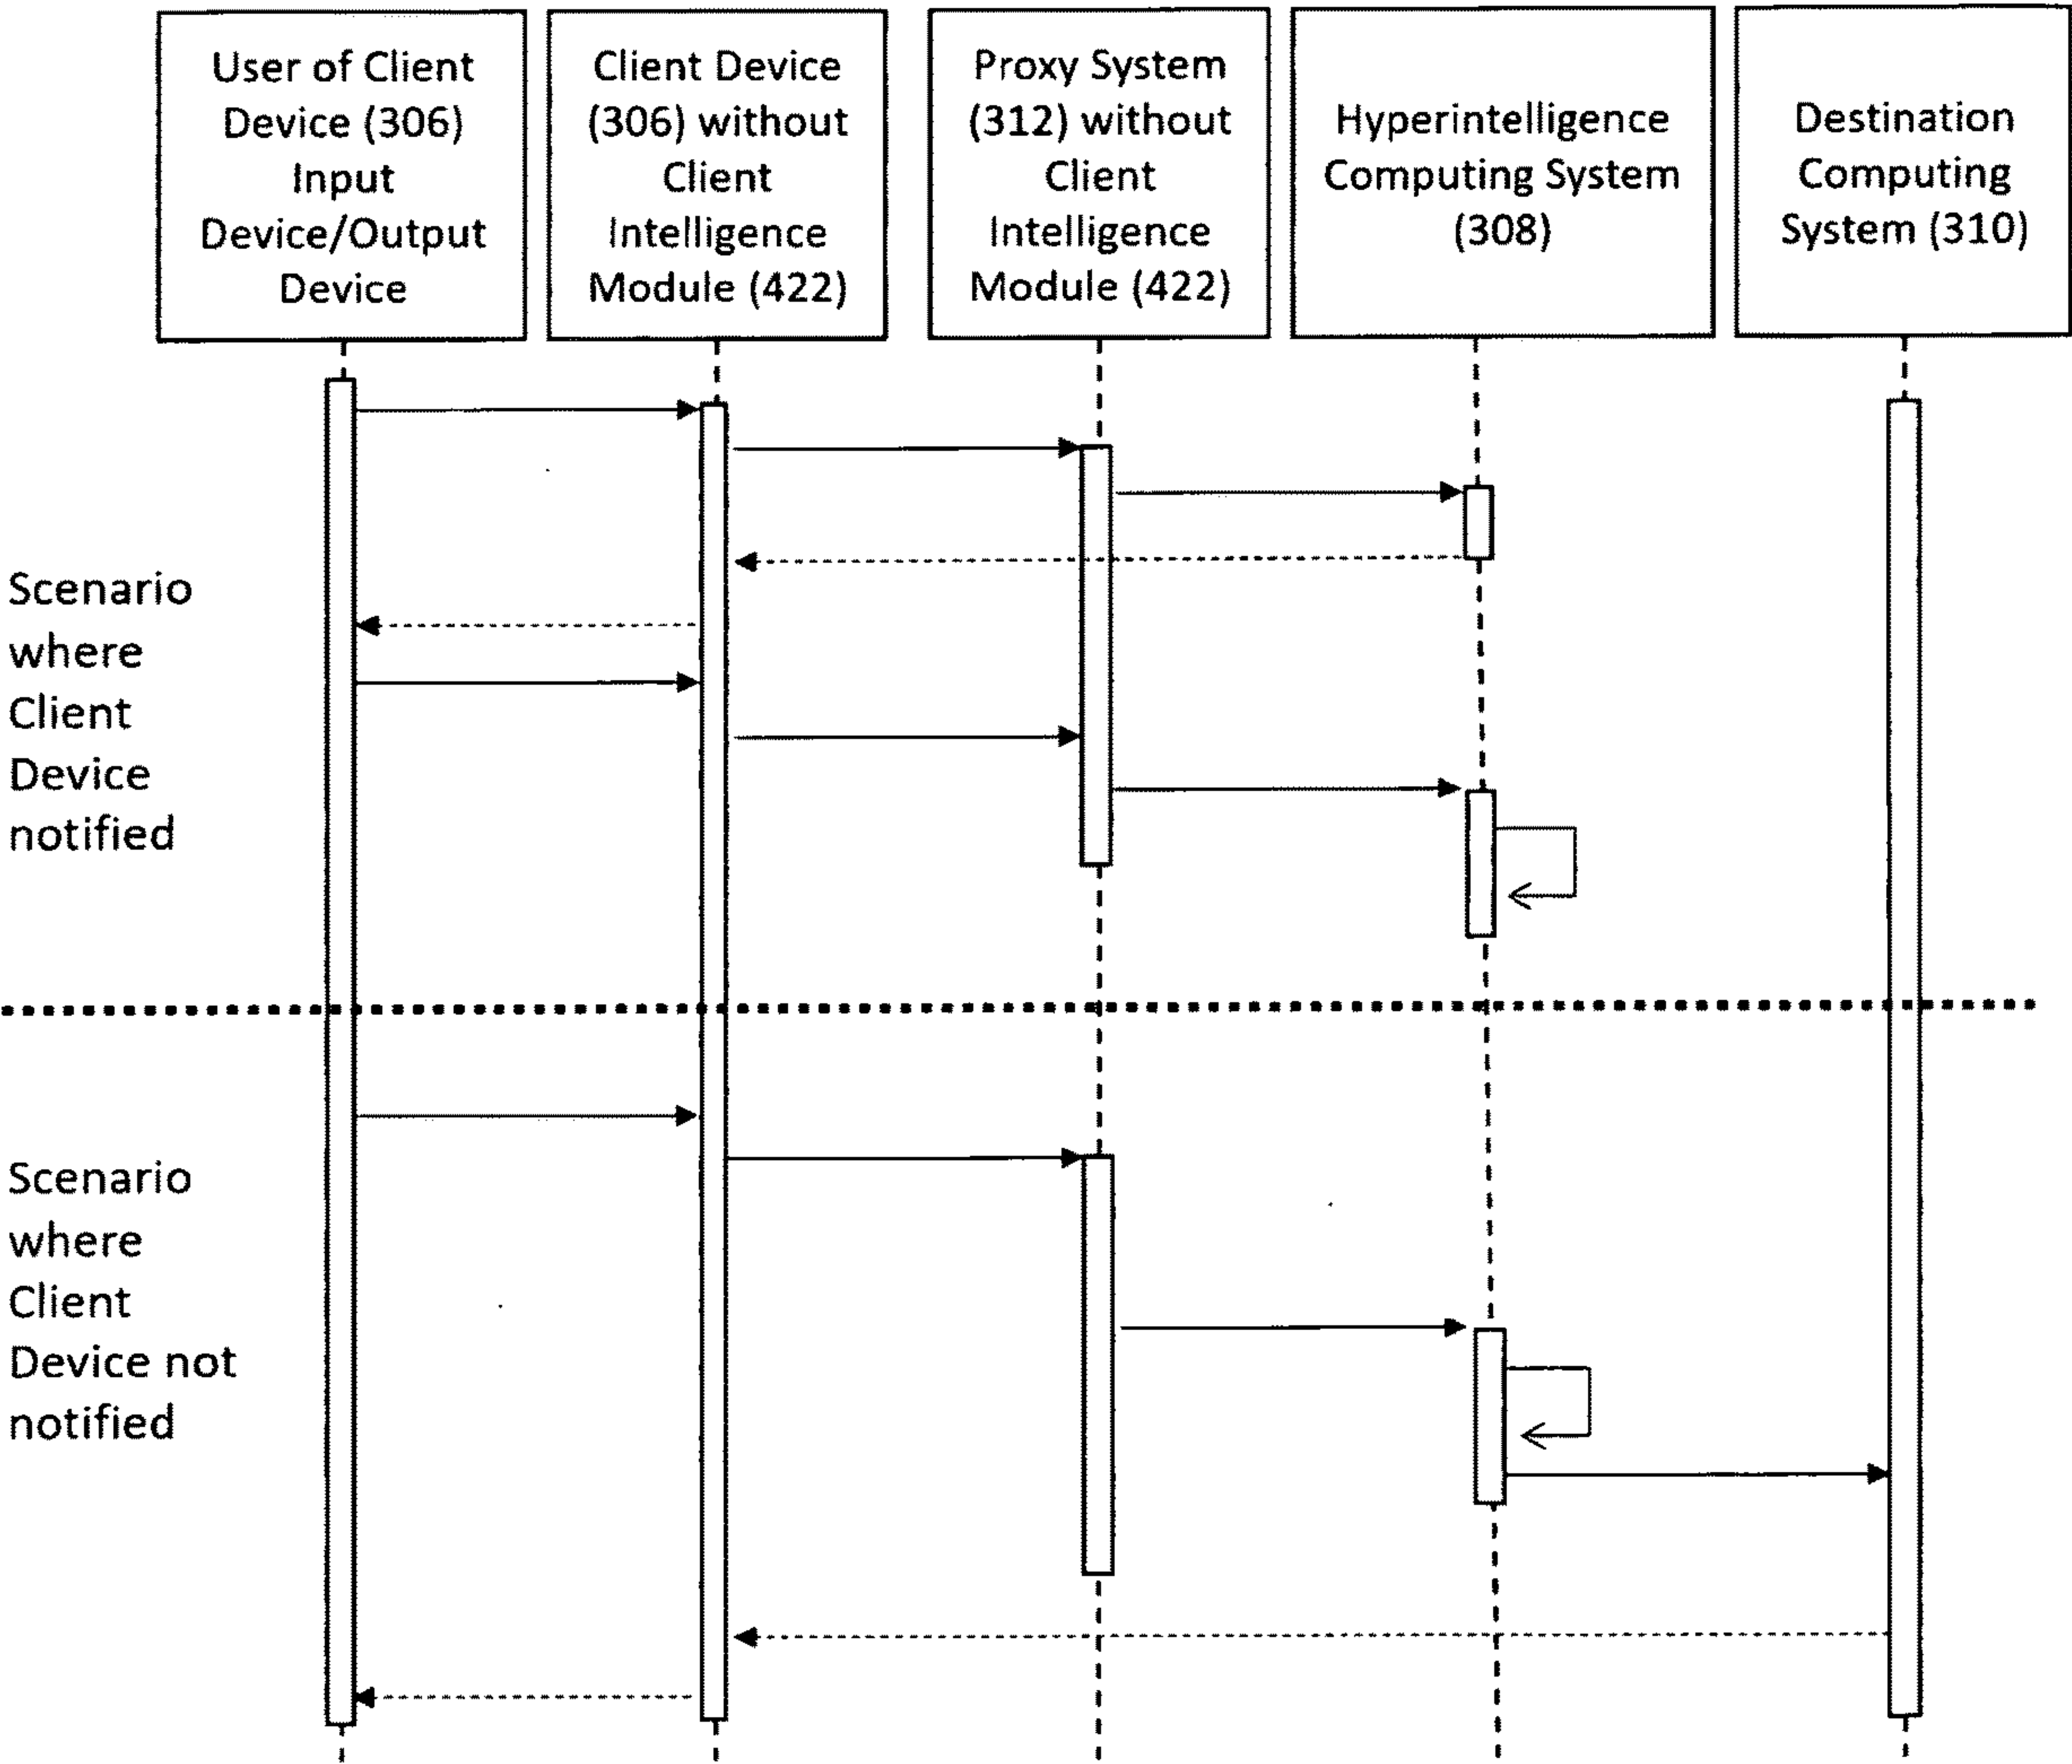 User of Client
Device (306)
Input
Device/Output
Device
Client Device
(306) without
Client
Intelligence
Module (422)
Proxy System
(312) without
Client
Intelligence
Module (422)
Hyperintelligence
Computing System
(308)
Destination
Computing
System (310)
Scenario
where
Client
Device
notified
Scenario
where
Client
Device not
notified